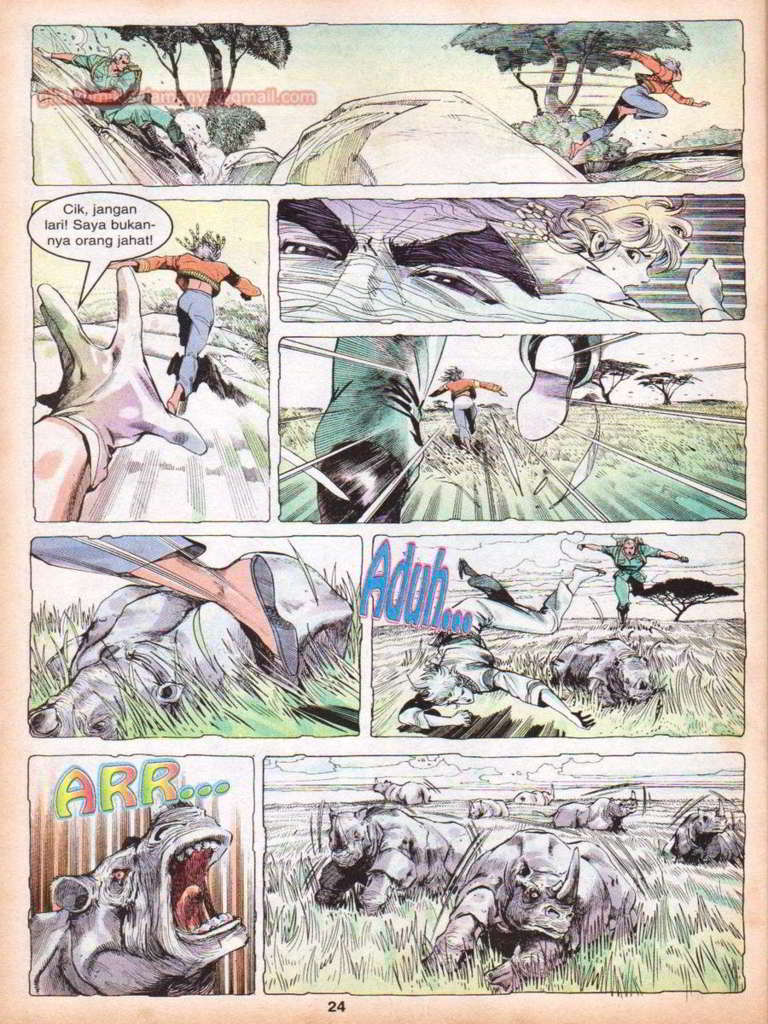 Cik, jangan
lari! Saya bukan-
nya orang jahat!
Aduh...
ARR...
24